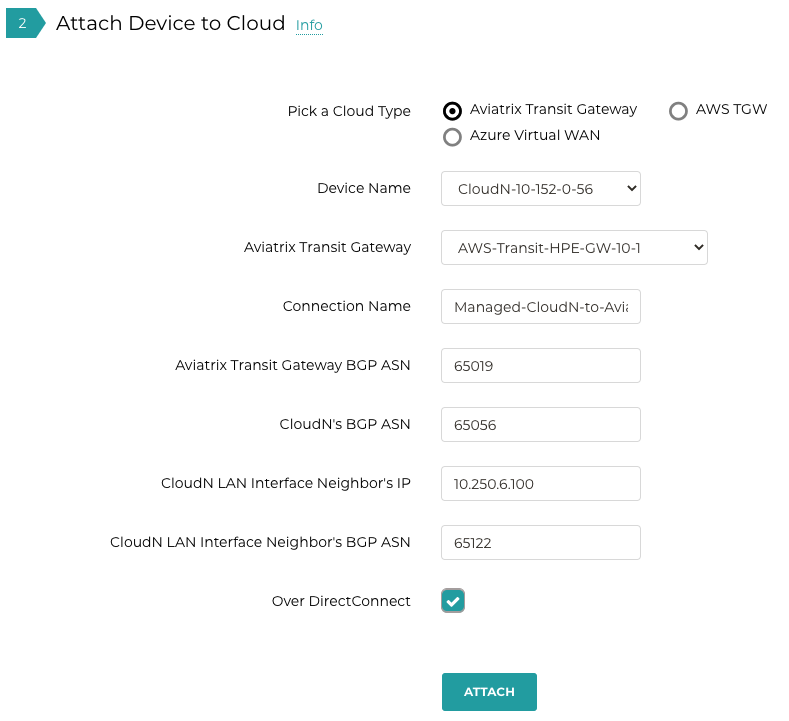 2 Attach Device to Cloud Info
Pick a Cloud Type Aviatrix Transit Gateway AWS TGW
Azure Virtual WAN
Device Name CloudN-10-152-0-56
Aviatrix Transit Gateway AWS-Transit-HPE-GW-10-1
Connection Name Managed-CloudN-to-Avia
Aviatrix Transit Gateway BGP ASN 65019
CloudN's BGP ASN 65056
CloudN LAN Interface Neighbor's IP 10.250.6.100
CloudN LAN Interface Neighbor's BGP ASN 65122
Over DirectConnect
ATTACH